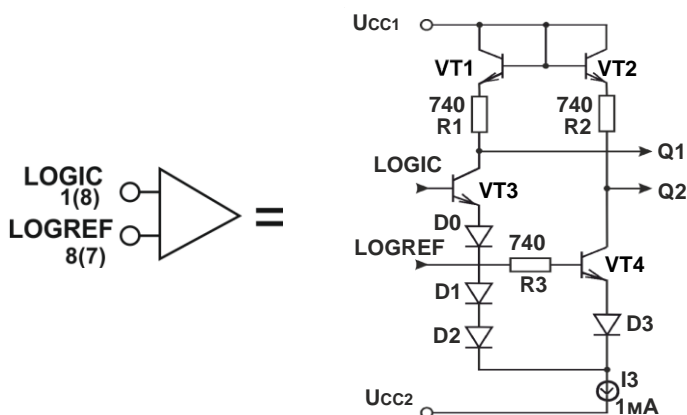 LOGIC
1(8)
LOGREF
8(7)
=
UCC1
VT1
VT2
740
R1
740
R2
Q1
LOGIC
VT3
Q2
D0
LOGREF
740
R3
VT4
D1
D2
D3
I3
1мА
UCC2